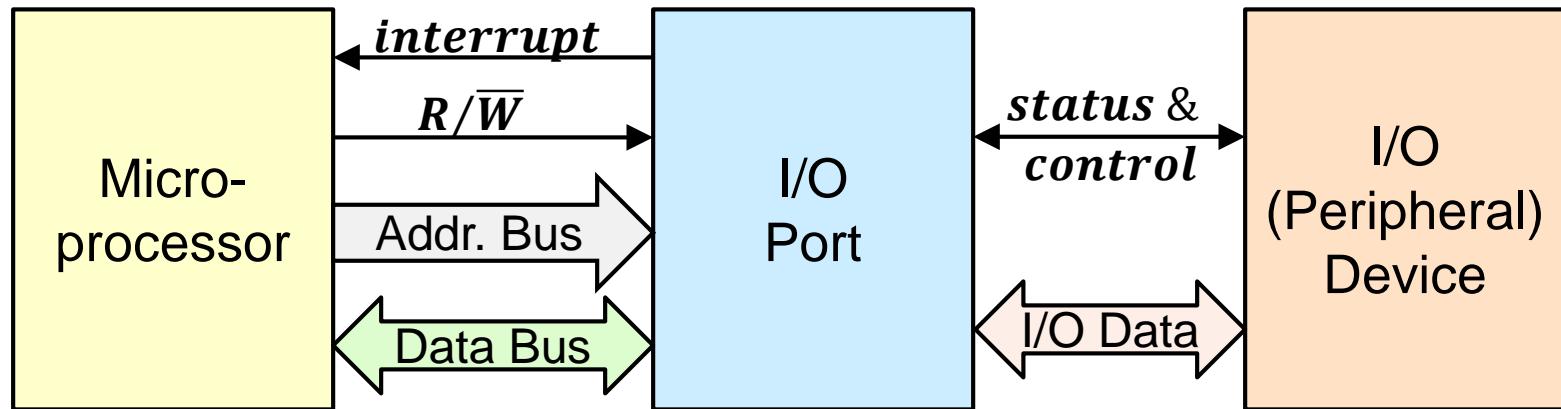 Micro-
processor
interrupt
R/W̅
Addr. Bus
Data Bus
I/O
Port
status &
control
I/O Data
I/O
(Peripheral)
Device